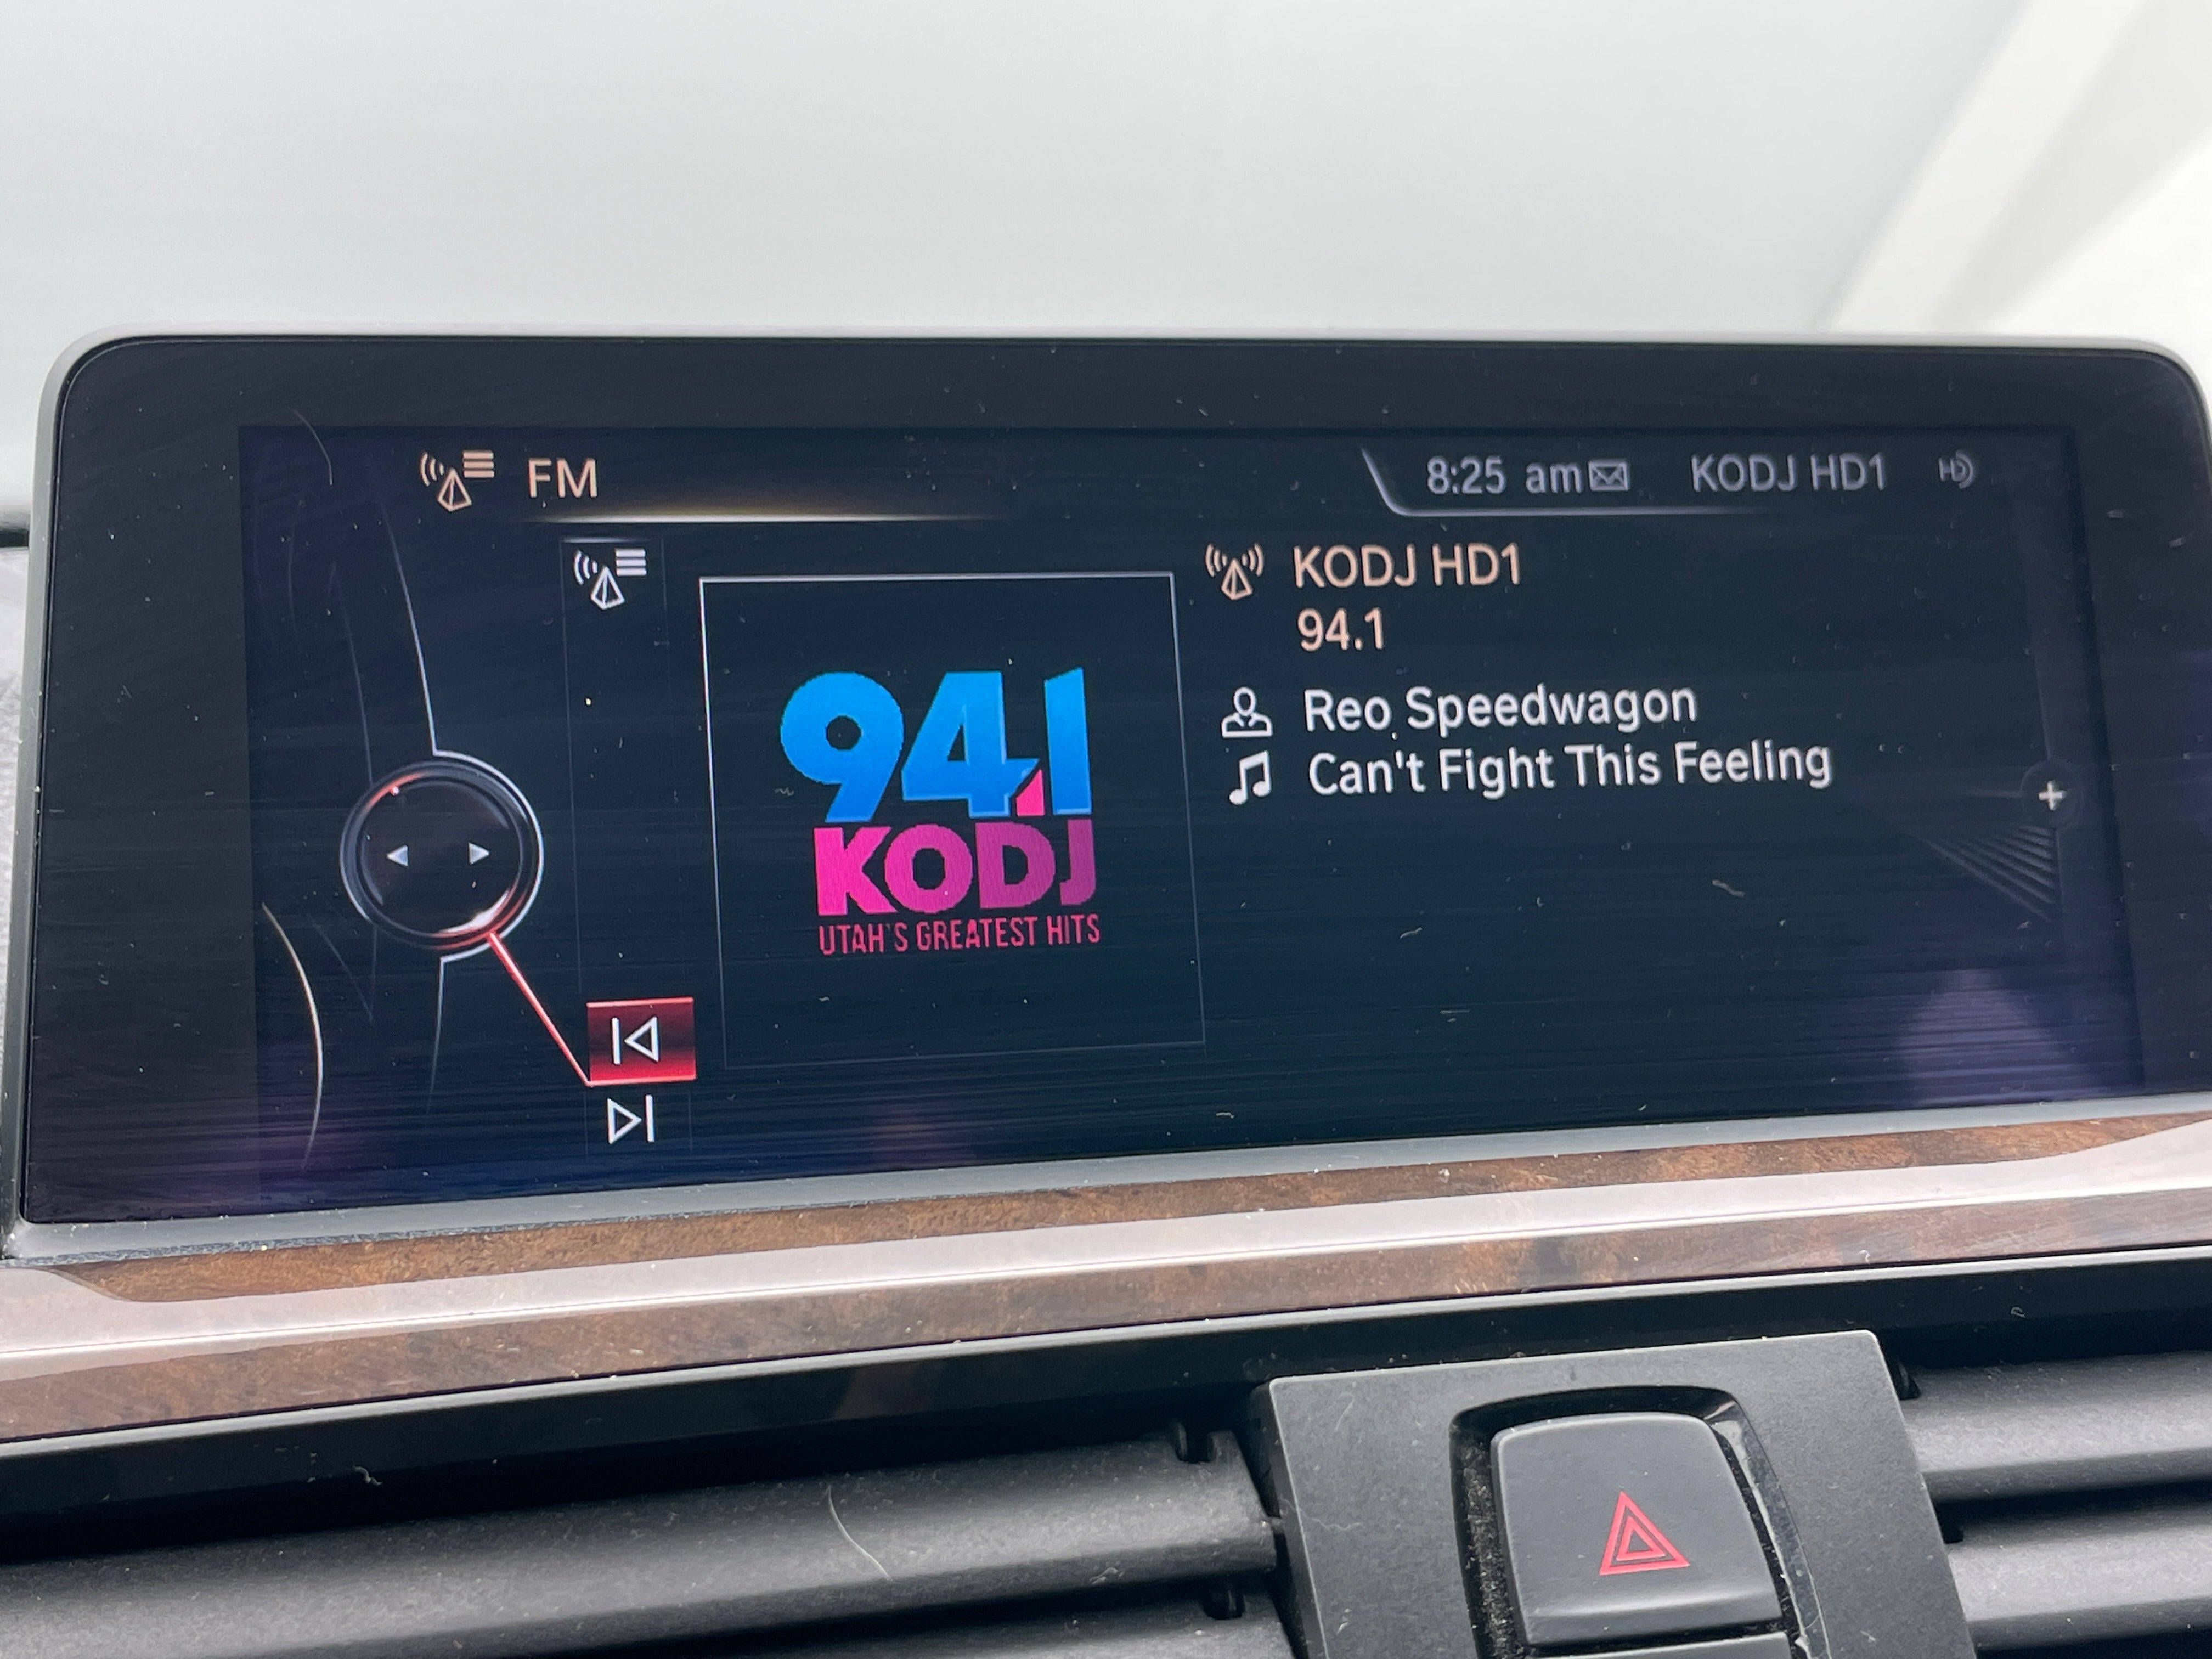 FM
8:25 am
KODJ HD1
HD
KODJ HD1
94.1
Reo Speedwagon
Can't Fight This Feeling
94.1
KODJ
UTAH'S GREATEST HITS